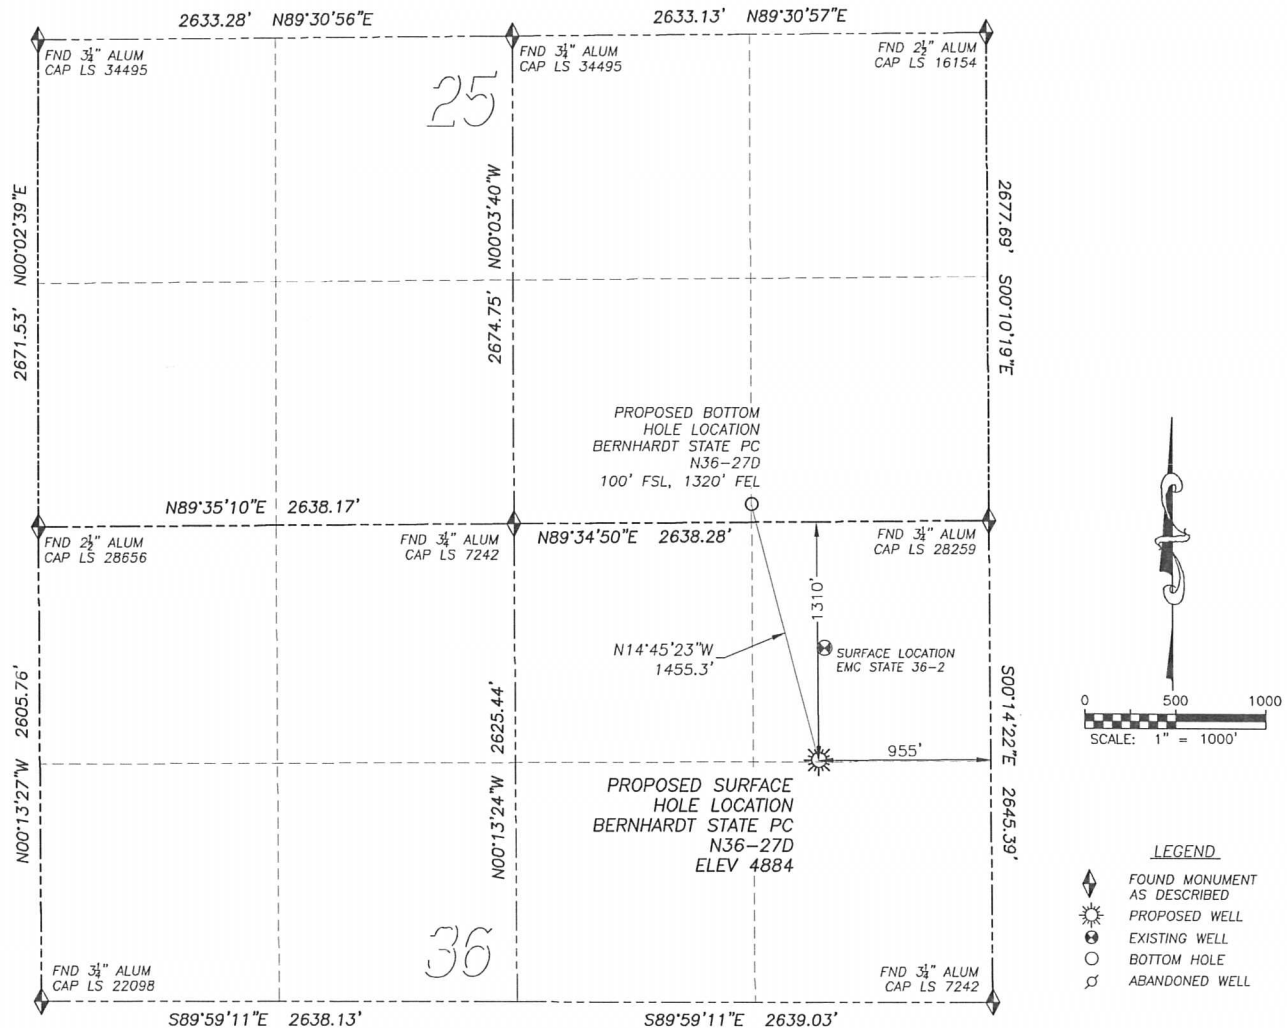 2633.28' N89°30'56"E
2633.13' N89°30'57"E
FND 3¼" ALUM
CAP LS 34495
FND 3¼" ALUM
CAP LS 34495
FND 2½" ALUM
CAP LS 16154
25
2671.53' N00°02'39"E
2674.75' N00°03'40"W
2677.69' S00°10'19"E
PROPOSED BOTTOM
HOLE LOCATION
BERNHARDT STATE PC
N36-27D
100' FSL, 1320' FEL
N89°35'10"E 2638.17'
N89°34'50"E 2638.28'
FND 2½" ALUM
CAP LS 28656
FND 3¼" ALUM
CAP LS 7242
FND 3¼" ALUM
CAP LS 28259
1310'
N14°45'23"W
1455.3'
SURFACE LOCATION
EMC STATE 36-2
N00°13'27"W 2605.76'
N00°13'24"W 2625.44'
S00°14'22"E 2645.39'
955'
PROPOSED SURFACE
HOLE LOCATION
BERNHARDT STATE PC
N36-27D
ELEV 4884
36
FND 3¼" ALUM
CAP LS 22098
FND 3¼" ALUM
CAP LS 7242
S89°59'11"E 2638.13'
S89°59'11"E 2639.03'
0 500 1000
SCALE: 1" = 1000'
LEGEND
FOUND MONUMENT
AS DESCRIBED
PROPOSED WELL
EXISTING WELL
BOTTOM HOLE
ABANDONED WELL